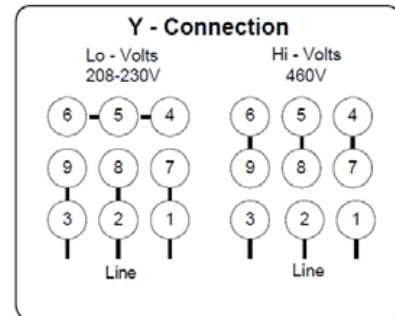 Y - Connection
Lo - Volts Hi - Volts
208-230V 460V
6 5 4 6 5 4
9 8 7 9 8 7
3 2 1 3 2 1
Line Line